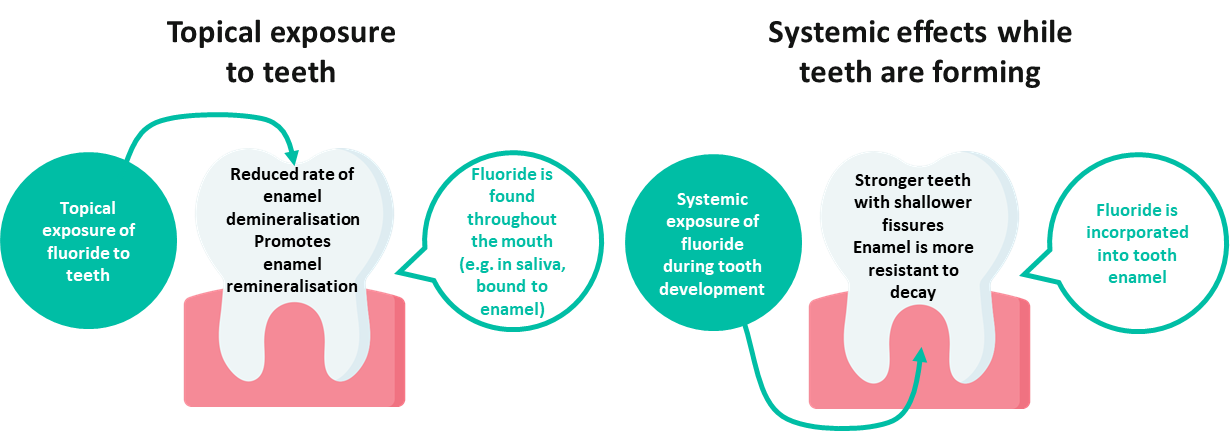 Topical exposure
to teeth
Topical
exposure of
fluoride to
teeth
Reduced rate of
enamel
demineralisation
Promotes
enamel
remineralisation
Fluoride is
found
throughout
the mouth
(e.g. in saliva,
bound to
enamel)
Systemic effects while
teeth are forming
Systemic
exposure of
fluoride
during tooth
development
Stronger teeth
with shallower
fissures
Enamel is more
resistant to
decay
Fluoride is
incorporated
into tooth
enamel